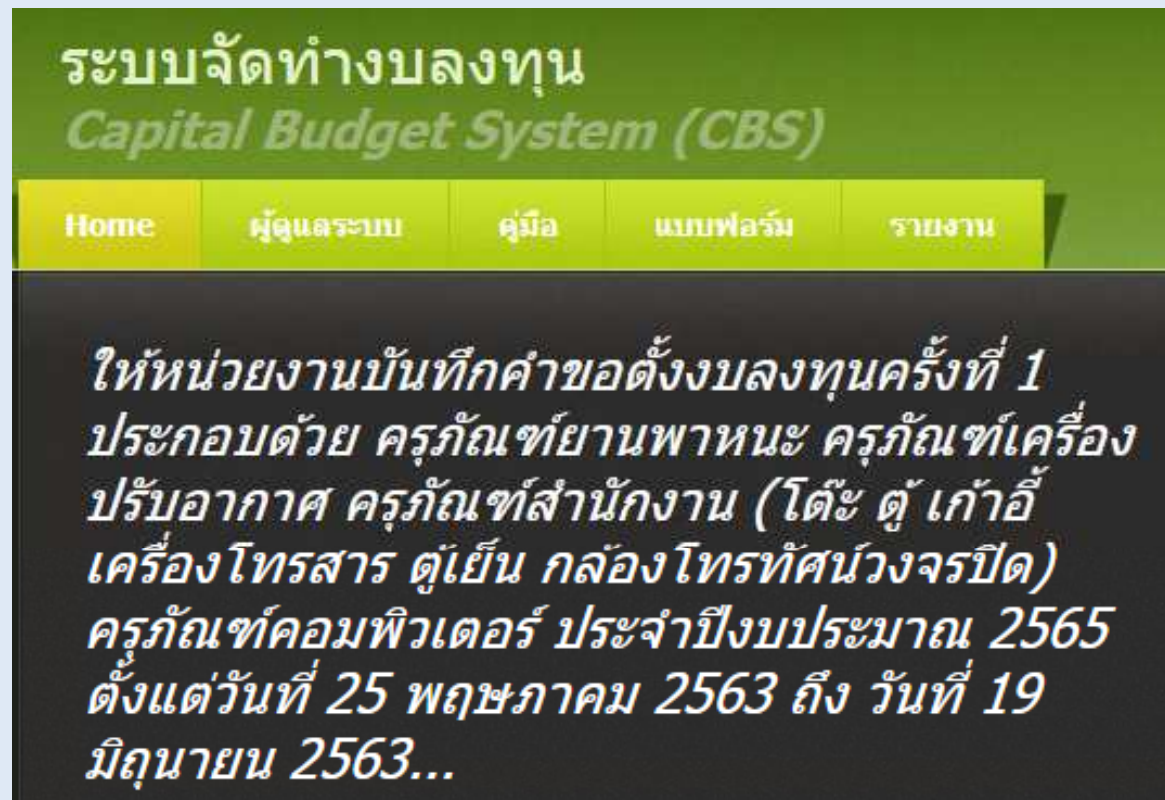 ระบบจัดทำงบลงทุน
Capital Budget System (CBS)
Home ผู้ดูแลระบบ คู่มือ แบบฟอร์ม รายงาน
ให้หน่วยงานบันทึกคำขอตั้งงบลงทุนครั้งที่ 1
ประกอบด้วย ครุภัณฑ์ยานพาหนะ ครุภัณฑ์เครื่อง
ปรับอากาศ ครุภัณฑ์สำนักงาน (โต๊ะ ตู้ เก้าอี้
เครื่องโทรสาร ตู้เย็น กล้องโทรทัศน์วงจรปิด)
ครุภัณฑ์คอมพิวเตอร์ ประจำปีงบประมาณ 2565
ตั้งแต่วันที่ 25 พฤษภาคม 2563 ถึง วันที่ 19
มิถุนายน 2563...